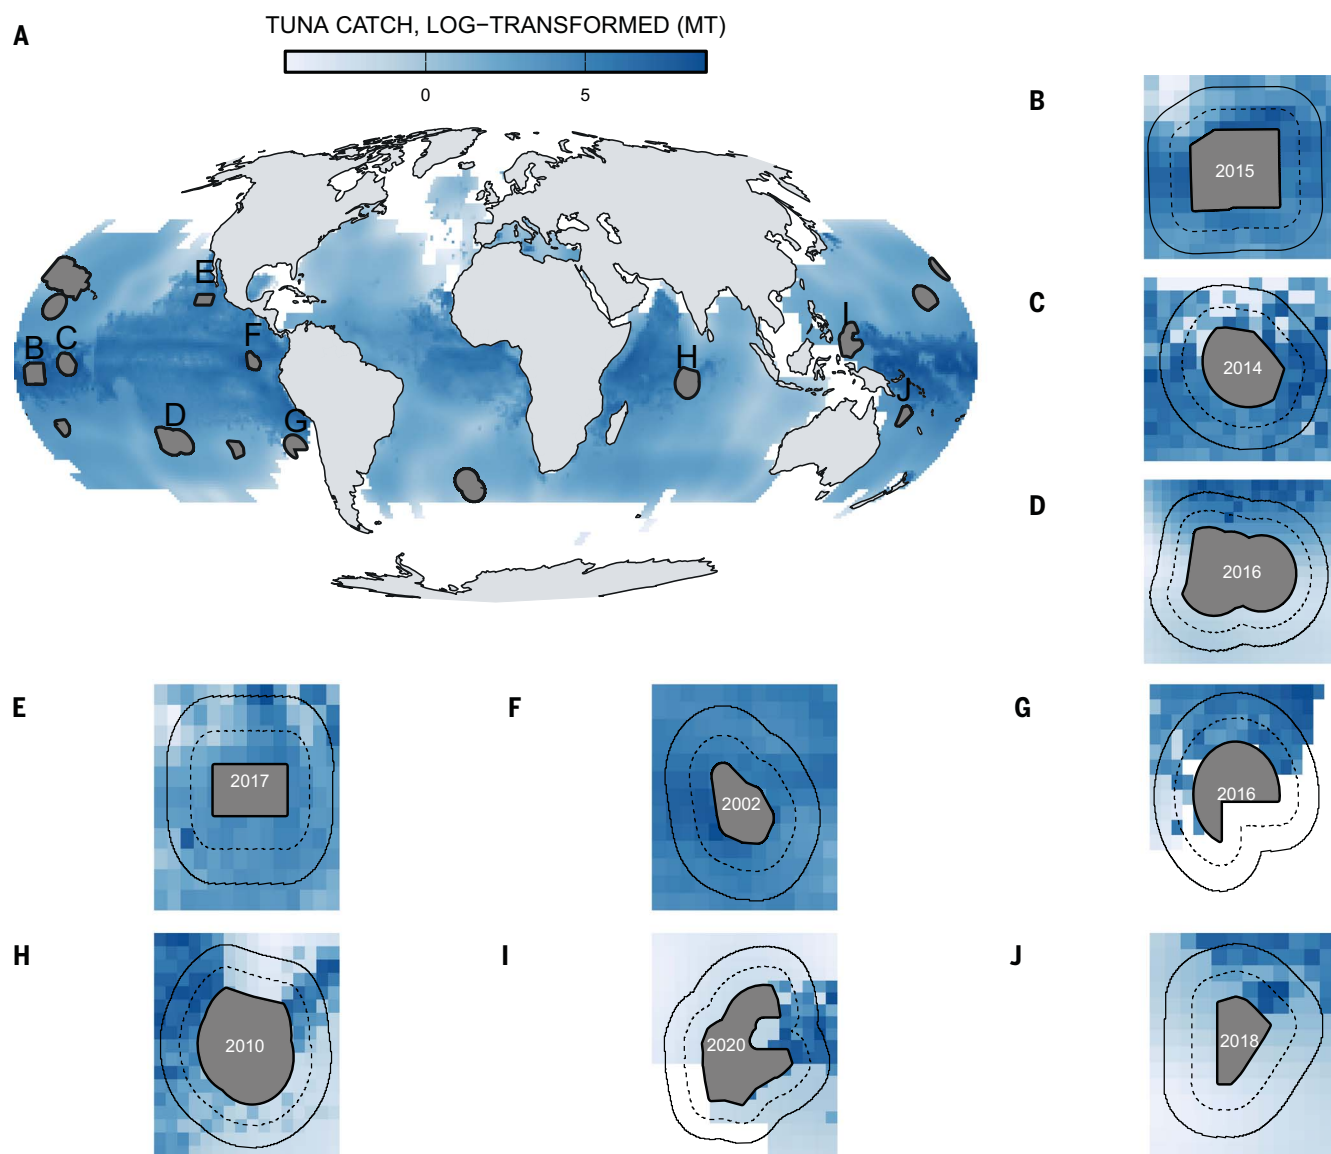 A
TUNA CATCH, LOG−TRANSFORMED (MT)
0 5
B
2015
C
2014
D
2016
E
F
B C
D
G
H
I
J
E
2017
F
2002
G
2016
H
2010
I
2020
J
2018